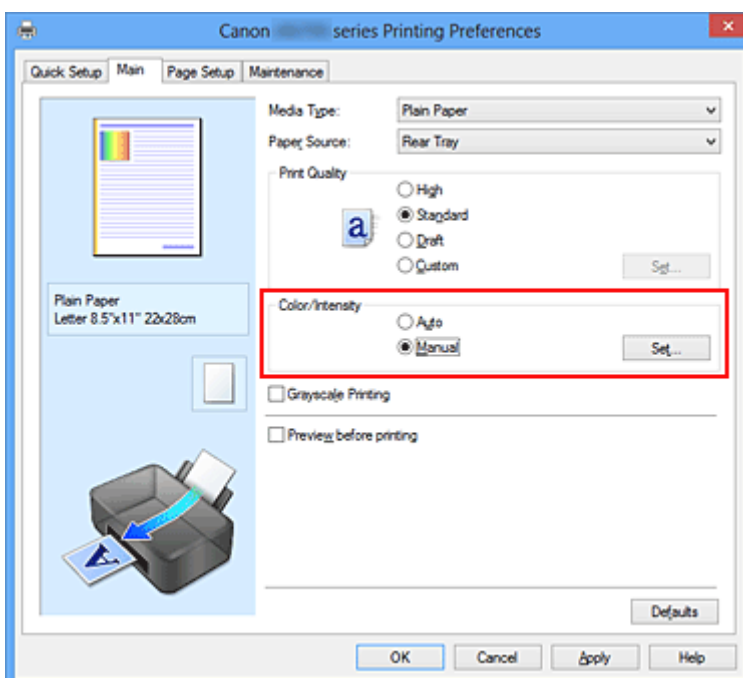 Canon series Printing Preferences
Quick Setup Main Page Setup Maintenance
Media Type: Plain Paper
Paper Source: Rear Tray
Print Quality
High
a Standard
Draft
Custom Set...
Plain Paper
Letter 8.5"x11" 22x28cm
Color/Intensity
Auto
Manual Set...
Grayscale Printing
Preview before printing
A
Defaults
OK Cancel Apply Help